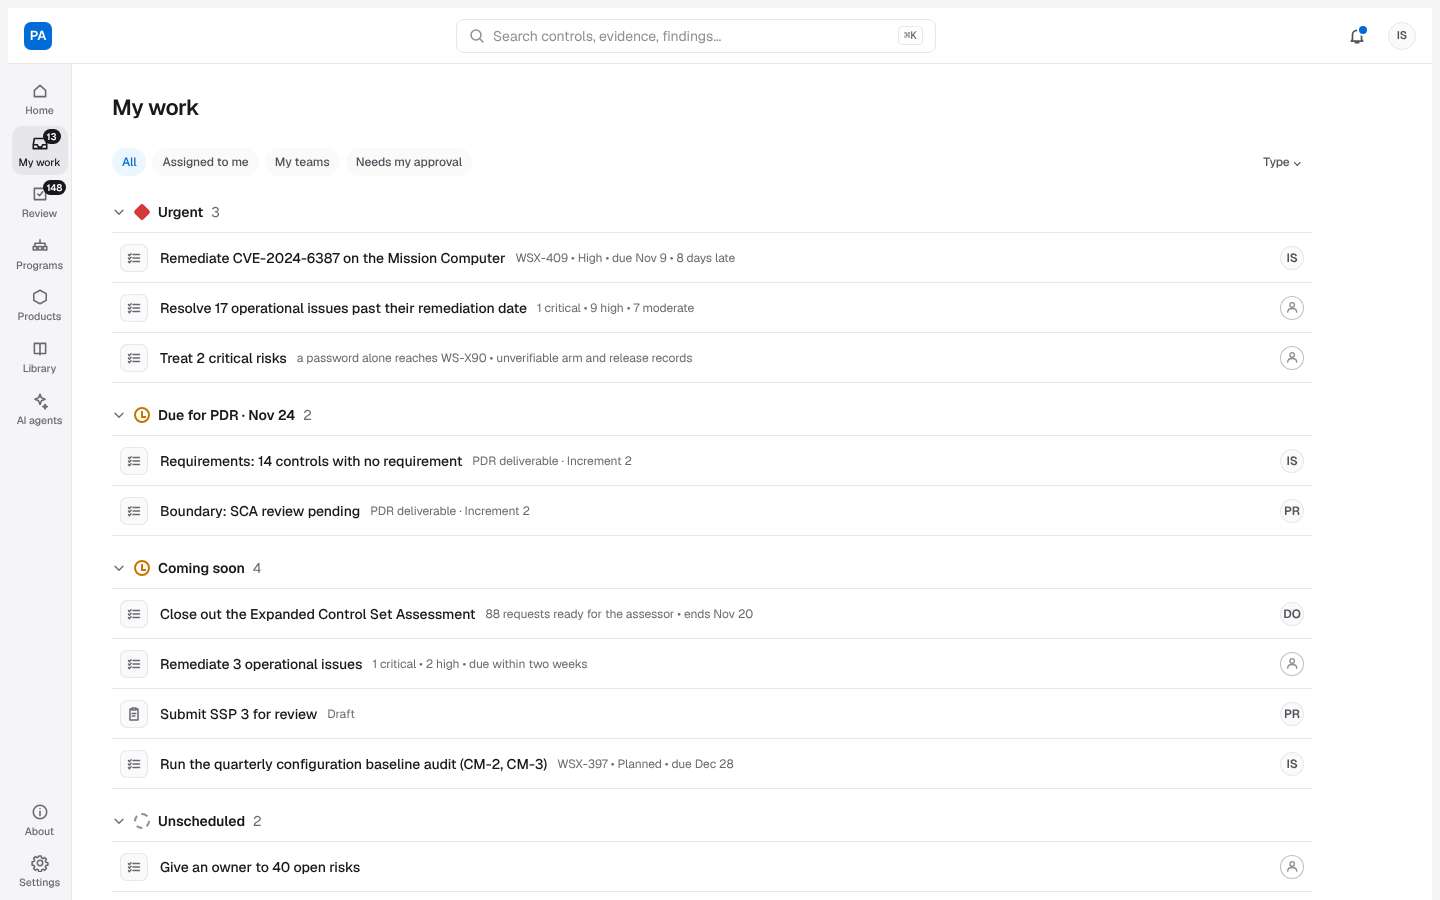 PA
Search controls, evidence, findings...
⌘K
IS
Home
13
My work
148
Review
Programs
Products
Library
AI agents
About
Settings
My work
All
Assigned to me
My teams
Needs my approval
Type
Urgent 3
Remediate CVE-2024-6387 on the Mission Computer WSX-409 • High • due Nov 9 • 8 days late IS
Resolve 17 operational issues past their remediation date 1 critical • 9 high • 7 moderate
Treat 2 critical risks a password alone reaches WS-X90 • unverifiable arm and release records
Due for PDR · Nov 24 2
Requirements: 14 controls with no requirement PDR deliverable · Increment 2 IS
Boundary: SCA review pending PDR deliverable · Increment 2 PR
Coming soon 4
Close out the Expanded Control Set Assessment 88 requests ready for the assessor • ends Nov 20 DO
Remediate 3 operational issues 1 critical • 2 high • due within two weeks
Submit SSP 3 for review Draft PR
Run the quarterly configuration baseline audit (CM-2, CM-3) WSX-397 • Planned • due Dec 28 IS
Unscheduled 2
Give an owner to 40 open risks